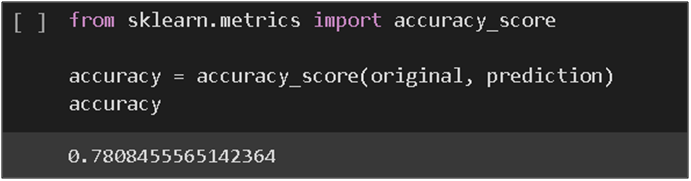 [ ] from sklearn.metrics import accuracy_score
accuracy = accuracy_score(original, prediction)
accuracy
0.7808455565142364